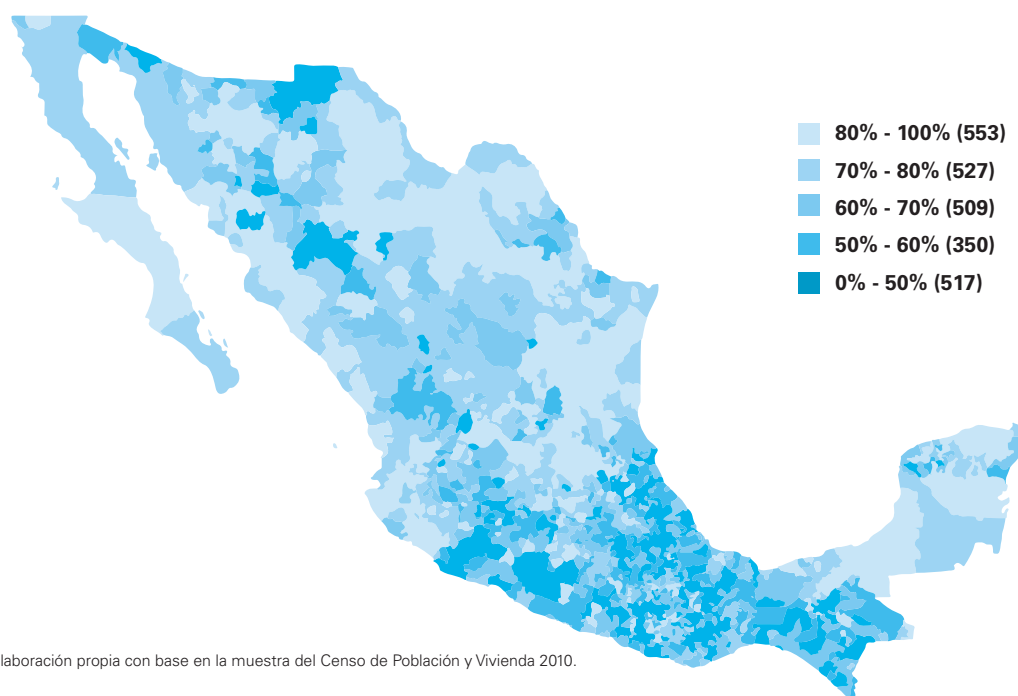 80% - 100% (553)
70% - 80% (527)
60% - 70% (509)
50% - 60% (350)
0% - 50% (517)
laboración propia con base en la muestra del Censo de Población y Vivienda 2010.